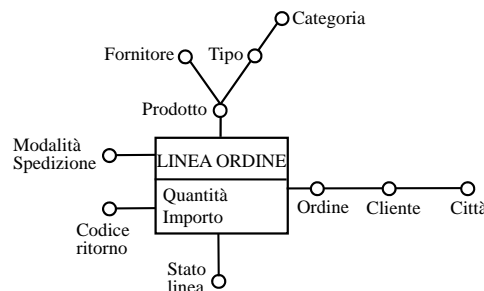 Categoria
Fornitore
Tipo
Prodotto
Modalità
Spedizione
LINEA ORDINE
Quantità
Importo
Codice
ritorno
Ordine
Cliente
Città
Stato
linea